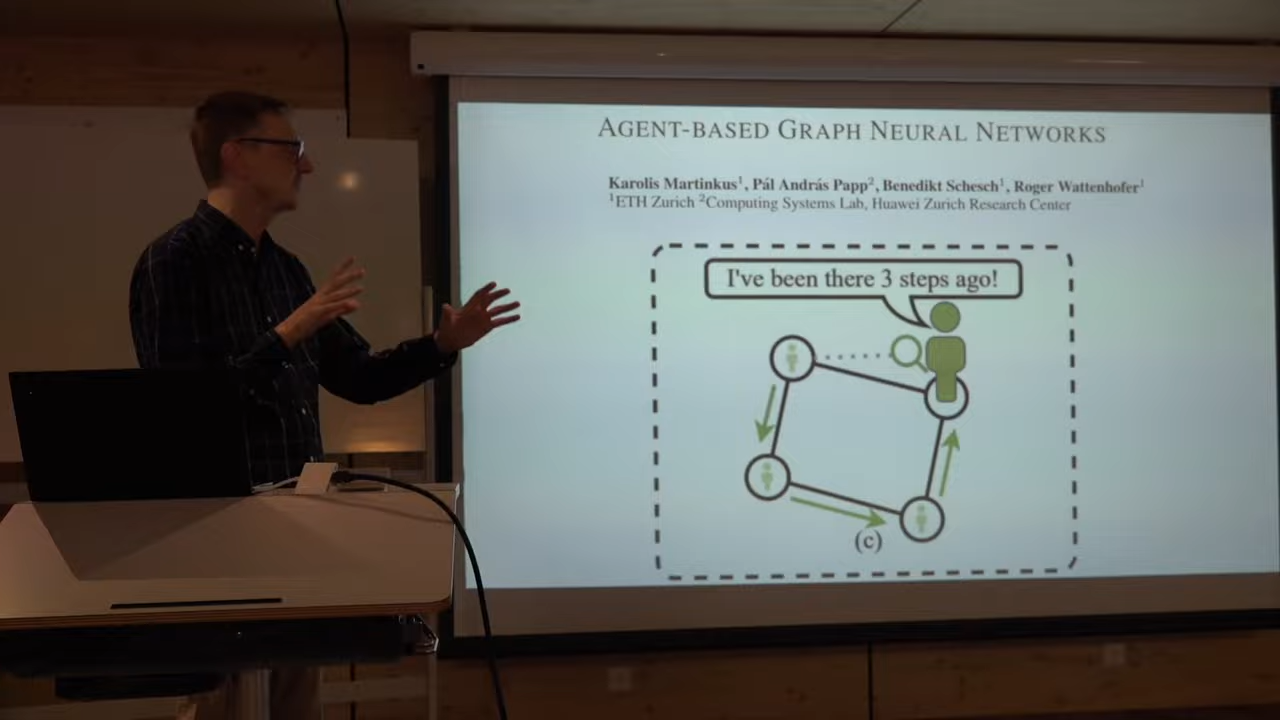 AGENT-BASED GRAPH NEURAL NETWORKS
Karolis Martinkus¹, Pál András Papp², Benedikt Schesch¹, Roger Wattenhofer¹
¹ETH Zurich ²Computing Systems Lab, Huawei Zurich Research Center
I've been there 3 steps ago!
(c)